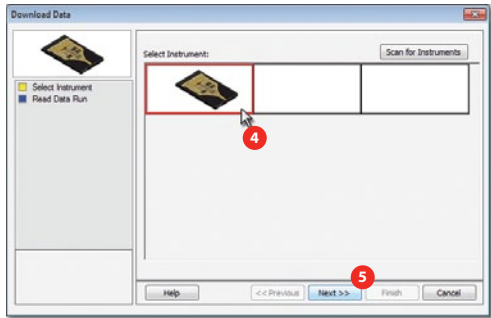 Download Data
Select Instrument:
Scan for Instruments
Select Instrument
Read Data Run
4
5
Help
<< Previous
Next >>
Finish
Cancel